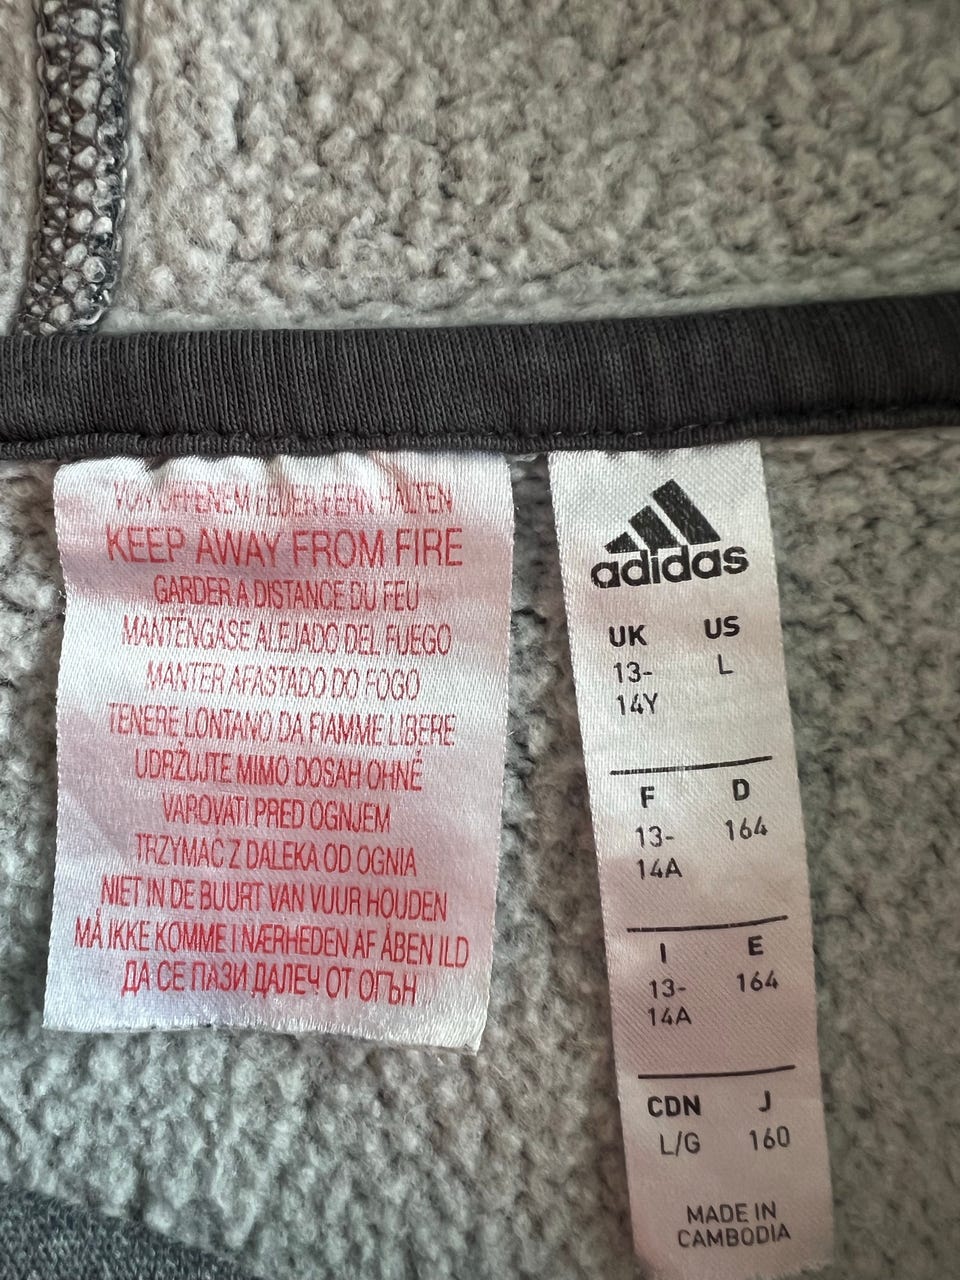 VOR OFFENEM FEUER FERN HALTEN
KEEP AWAY FROM FIRE
GARDER A DISTANCE DU FEU
MANTÉNGASE ALEJADO DEL FUEGO
MANTER AFASTADO DO FOGO
TENERE LONTANO DA FIAMME LIBERE
UDRŽUJTE MIMO DOSAH OHNĚ
VAROVATI PRED OGNJEM
TRZYMAĆ Z DALEKA OD OGNIA
NIET IN DE BUURT VAN VUUR HOUDEN
MÅ IKKE KOMME I NÆRHEDEN AF ÅBEN ILD
ДА СЕ ПАЗИ ДАЛЕЧ ОТ ОГЪН
adidas
UK US
13- L
14Y
F D
13- 164
14A
I E
13- 164
14A
CDN J
L/G 160
MADE IN
CAMBODIA